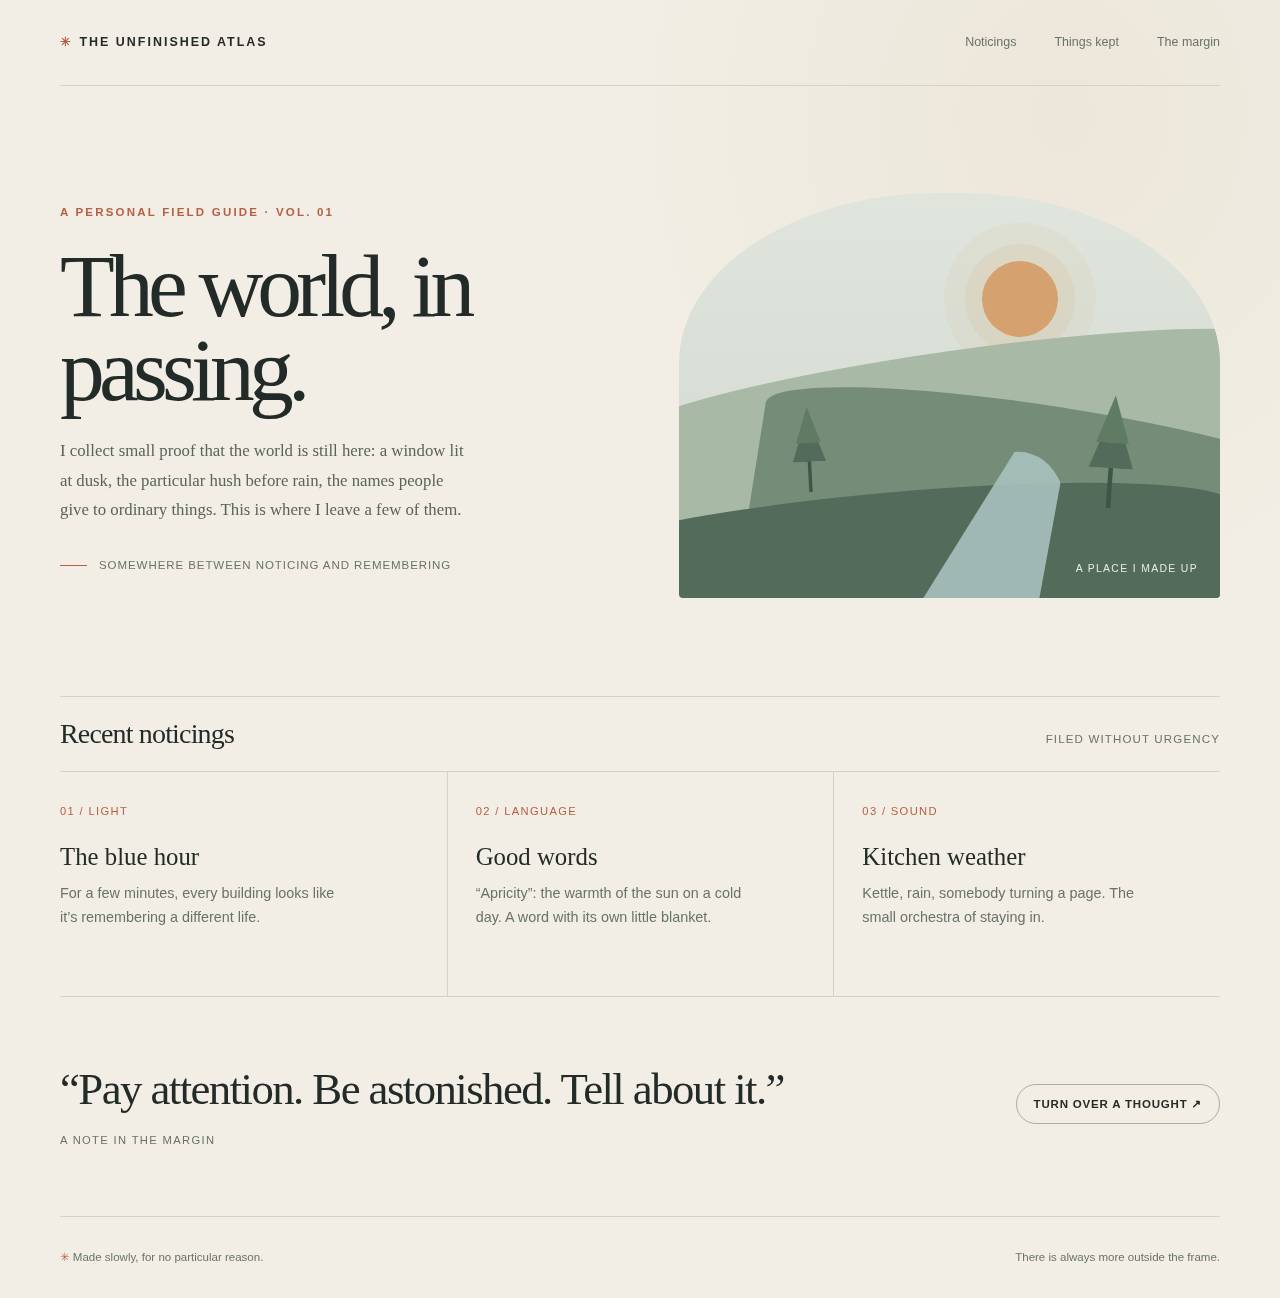 ✳ THE UNFINISHED ATLAS
Noticings Things kept The margin
A PERSONAL FIELD GUIDE · VOL. 01
The world, in
passing.
I collect small proof that the world is still here: a window lit
at dusk, the particular hush before rain, the names people
give to ordinary things. This is where I leave a few of them.
SOMEWHERE BETWEEN NOTICING AND REMEMBERING
A PLACE I MADE UP
Recent noticings
FILED WITHOUT URGENCY
01 / LIGHT
The blue hour
For a few minutes, every building looks like
it’s remembering a different life.
02 / LANGUAGE
Good words
“Apricity”: the warmth of the sun on a cold
day. A word with its own little blanket.
03 / SOUND
Kitchen weather
Kettle, rain, somebody turning a page. The
small orchestra of staying in.
“Pay attention. Be astonished. Tell about it.”
A NOTE IN THE MARGIN
TURN OVER A THOUGHT ↗
✳ Made slowly, for no particular reason.
There is always more outside the frame.